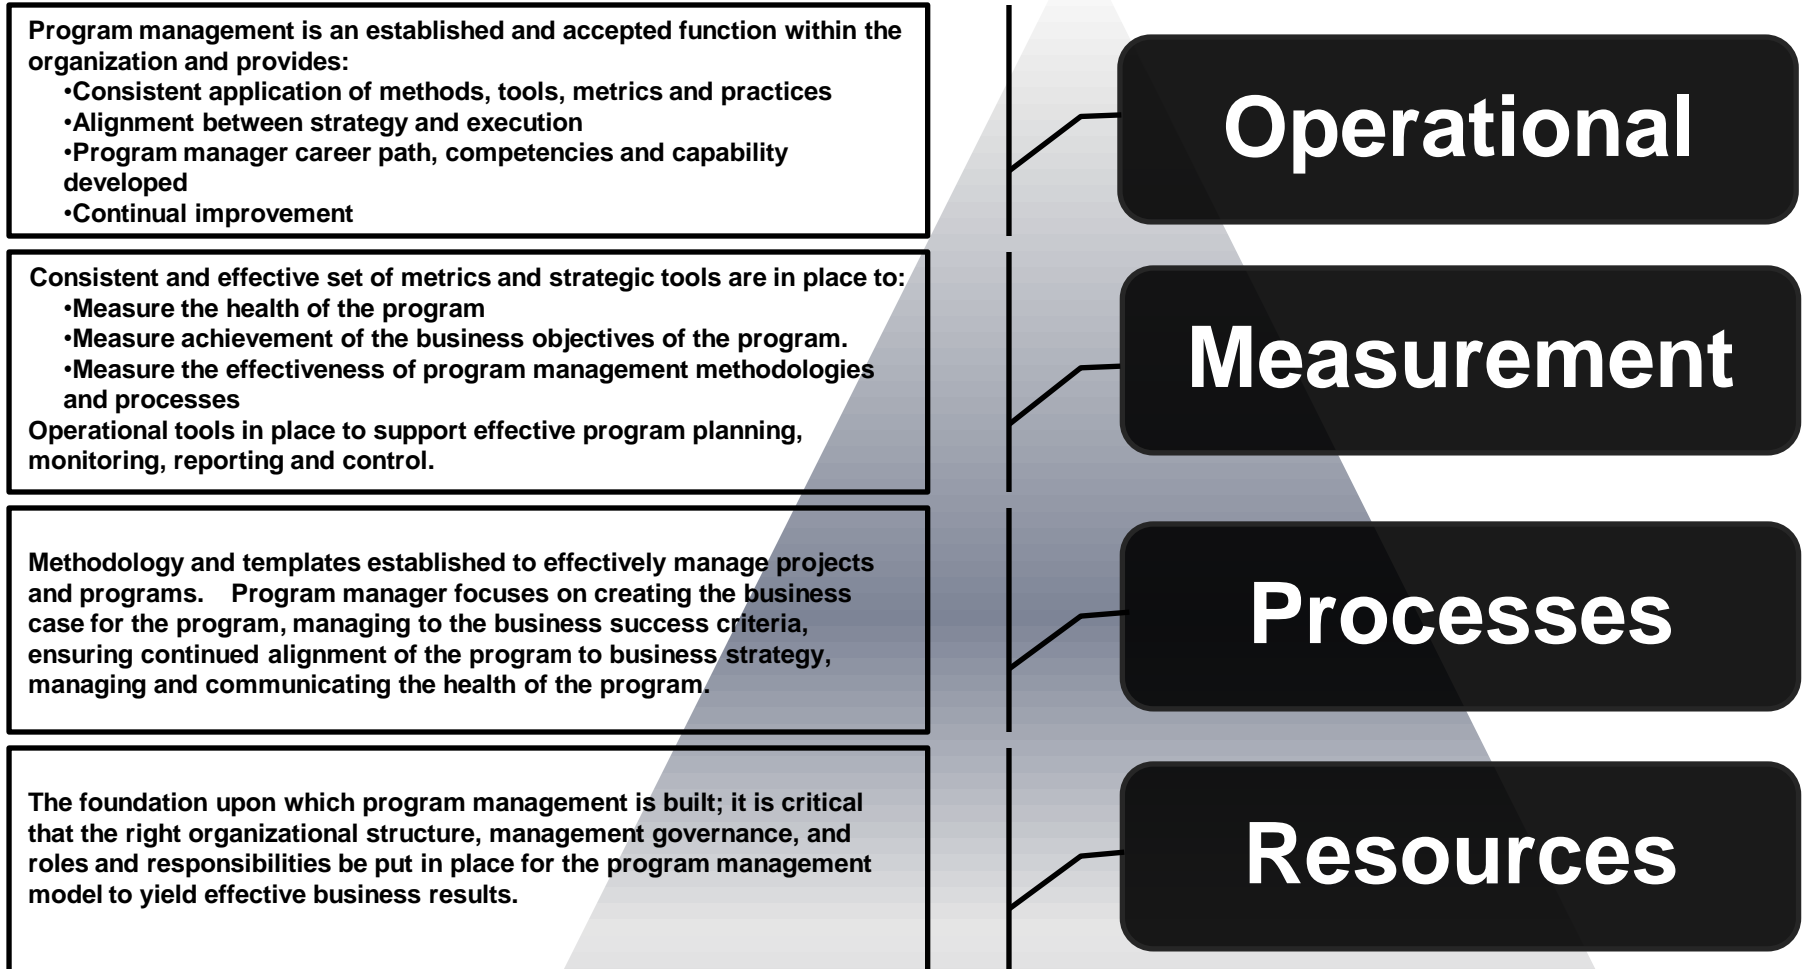 Program management is an established and accepted function within the
organization and provides:
•Consistent application of methods, tools, metrics and practices
•Alignment between strategy and execution
•Program manager career path, competencies and capability
developed
•Continual improvement
Operational
Consistent and effective set of metrics and strategic tools are in place to:
•Measure the health of the program
•Measure achievement of the business objectives of the program.
•Measure the effectiveness of program management methodologies
and processes
Operational tools in place to support effective program planning,
monitoring, reporting and control.
Measurement
Methodology and templates established to effectively manage projects
and programs.    Program manager focuses on creating the business
case for the program, managing to the business success criteria,
ensuring continued alignment of the program to business strategy,
managing and communicating the health of the program.
Processes
The foundation upon which program management is built; it is critical
that the right organizational structure, management governance, and
roles and responsibilities be put in place for the program management
model to yield effective business results.
Resources